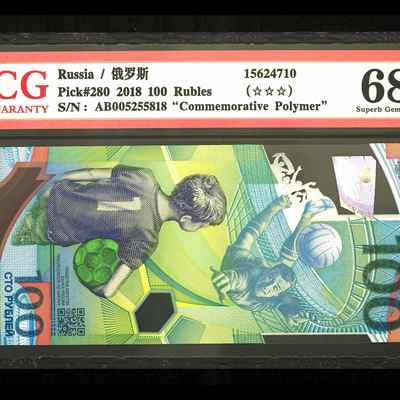 CG
ARANTY
Russia / 俄罗斯
Pick#280 2018 100 Rubles
S/N: AB005255818 "Commemorative Polymer"
15624710
(☆☆☆)
68
Superb Gem
СТО РУБЛЕЙ
100
100